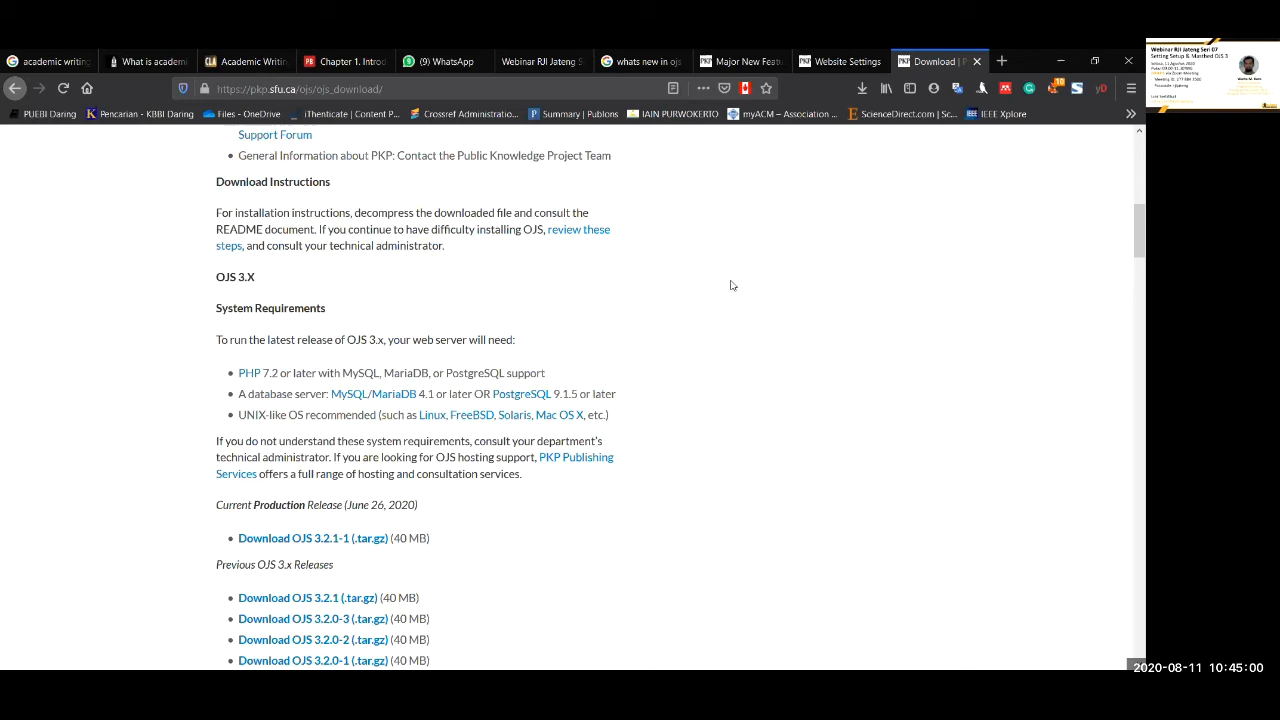 academic writing
What is academ
Academic Writin
Chapter 1. Introd
(9) WhatsA
RJI Jateng
what new in ojs
Major New Feat
Website Settings
Download | P
https://pkp.sfu.ca/ojs/ojs_download/
PUEBI Daring
Pencarian - KBBI Daring
Files - OneDrive
iThenticate | Content P...
Crossref Administratio...
Summary | Publons
IAIN PURWOKERTO
myACM – Association ...
ScienceDirect.com | Sc...
IEEE Xplore
Webinar RJI Jateng Seri 07
Setting Setup & Masthed OJS 3
Support Forum
• General Information about PKP: Contact the Public Knowledge Project Team
Download Instructions
For installation instructions, decompress the downloaded file and consult the
README document. If you continue to have difficulty installing OJS, review these
steps, and consult your technical administrator.
OJS 3.X
System Requirements
To run the latest release of OJS 3.x, your web server will need:
• PHP 7.2 or later with MySQL, MariaDB, or PostgreSQL support
• A database server: MySQL/MariaDB 4.1 or later OR PostgreSQL 9.1.5 or later
• UNIX-like OS recommended (such as Linux, FreeBSD, Solaris, Mac OS X, etc.)
If you do not understand these system requirements, consult your department's
technical administrator. If you are looking for OJS hosting support, PKP Publishing
Services offers a full range of hosting and consultation services.
Current Production Release (June 26, 2020)
• Download OJS 3.2.1-1 (.tar.gz) (40 MB)
Previous OJS 3.x Releases
• Download OJS 3.2.1 (.tar.gz) (40 MB)
• Download OJS 3.2.0-3 (.tar.gz) (40 MB)
• Download OJS 3.2.0-2 (.tar.gz) (40 MB)
• Download OJS 3.2.0-1 (.tar.gz) (40 MB)
2020-08-11 10:45:00